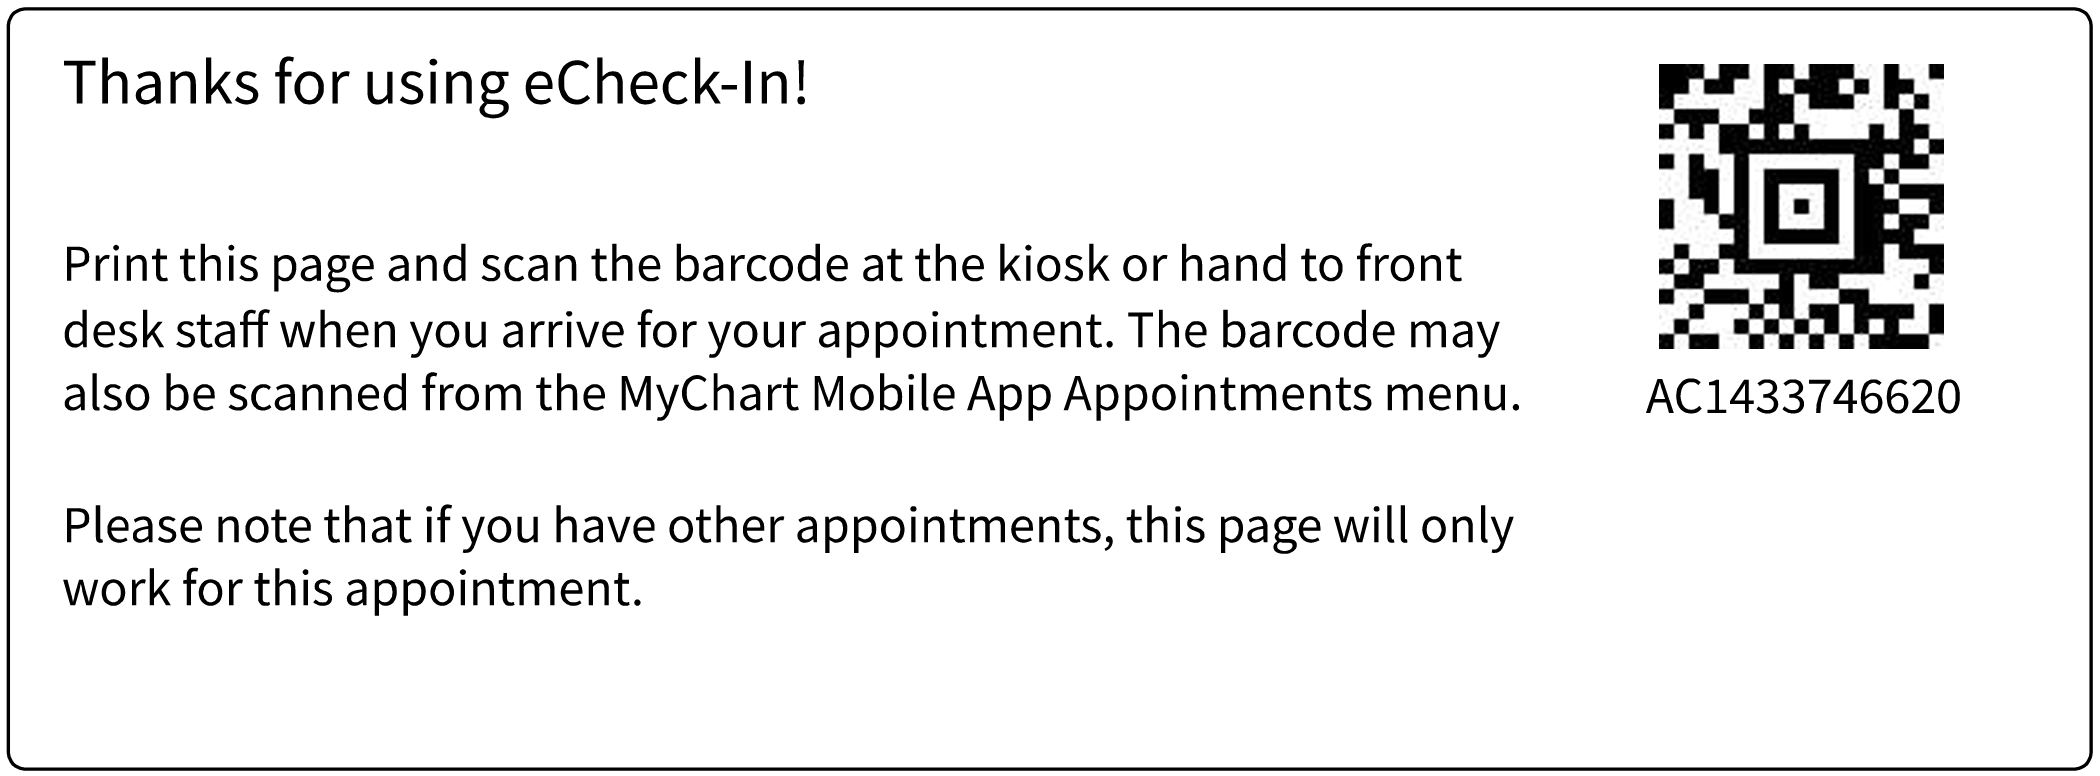 Thanks for using eCheck-In!
Print this page and scan the barcode at the kiosk or hand to front
desk staff when you arrive for your appointment. The barcode may
also be scanned from the MyChart Mobile App Appointments menu.
AC1433746620
Please note that if you have other appointments, this page will only
work for this appointment.